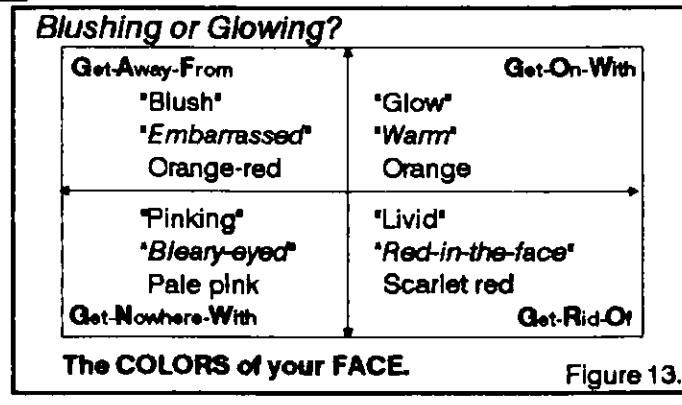 Blushing or Glowing?
Get-Away-From
"Blush"
"Embarrassed"
Orange-red
Get-On-With
"Glow"
"Warm"
Orange
"Pinking"
"Bleary-eyed"
Pale pink
Get-Nowhere-With
"Livid"
"Red-in-the-face"
Scarlet red
Get-Rid-Of
The COLORS of your FACE.
Figure 13.